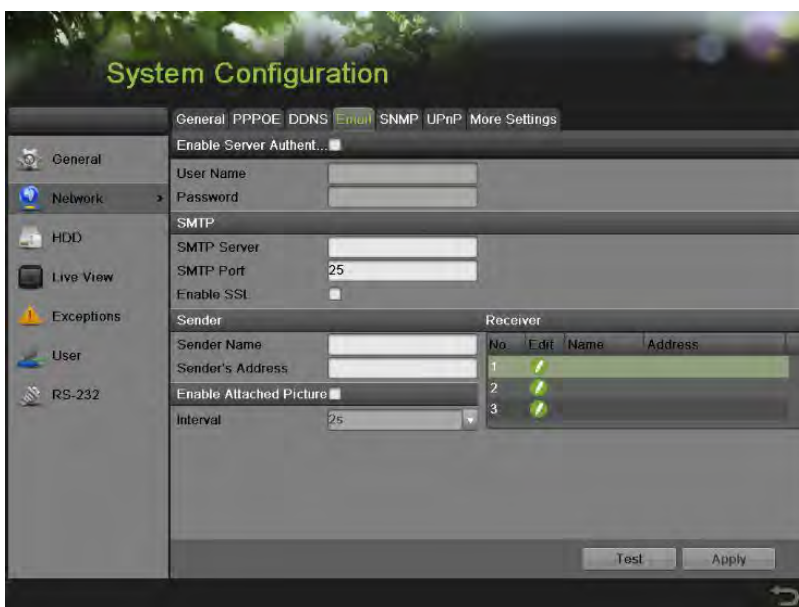 System Configuration
General PPPOE DDNS Email SNMP UPnP More Settings
General
Network
HDD
Live View
Exceptions
User
RS-232
Enable Server Authent...
User Name
Password
SMTP
SMTP Server
SMTP Port 25
Enable SSL
Sender
Sender Name
Sender's Address
Enable Attached Picture
Interval 2s
Receiver
No. Edit Name Address
1
2
3
Test Apply